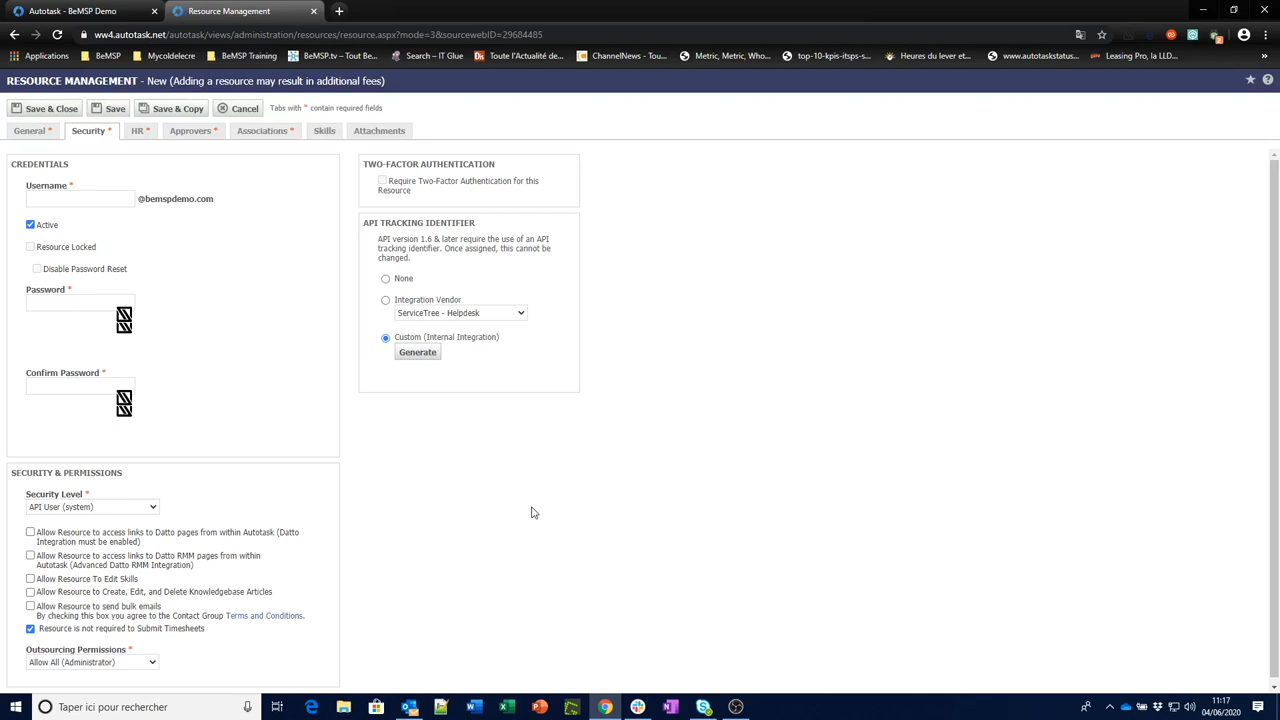 Autotask - BeMSP Demo
Resource Management
ww4.autotask.net/autotask/views/administration/resources/resource.aspx?mode=3&sourcewebID=29684485
Applications
BeMSP
Mycoldelecre
BeMSP Training
BeMSP.tv – Tout le...
Search < IT Glue
Toute l'Actualité de...
ChannelNews - Tou...
Metric, Metric, Who...
top-10-kpis-itsps-s...
Heures du lever et...
www.autotaskstatus...
Leasing Pro, la LLD...
RESOURCE MANAGEMENT - New (Adding a resource may result in additional fees)
Save & Close
Save
Save & Copy
Cancel
Tabs with * contain required fields
General *
Security *
HR *
Approvers *
Associations *
Skills
Attachments
CREDENTIALS
Username *
@bemspdemo.com
Active
Resource Locked
Disable Password Reset
Password *
Confirm Password *
TWO-FACTOR AUTHENTICATION
Require Two-Factor Authentication for this
Resource
API TRACKING IDENTIFIER
API version 1.6 & later require the use of an API
tracking identifier. Once assigned, this cannot be
changed.
None
Integration Vendor
ServiceTree - Helpdesk
Custom (Internal Integration)
Generate
SECURITY & PERMISSIONS
Security Level *
API User (system)
Allow Resource to access links to Datto pages from within Autotask (Datto
Integration must be enabled)
Allow Resource to access links to Datto RMM pages from within
Autotask (Advanced Datto RMM Integration)
Allow Resource To Edit Skills
Allow Resource to Create, Edit, and Delete Knowledgebase Articles
Allow Resource to send bulk emails
By checking this box you agree to the Contact Group Terms and Conditions.
Resource is not required to Submit Timesheets
Outsourcing Permissions *
Allow All (Administrator)
Taper ici pour rechercher
11:17
04/06/2020